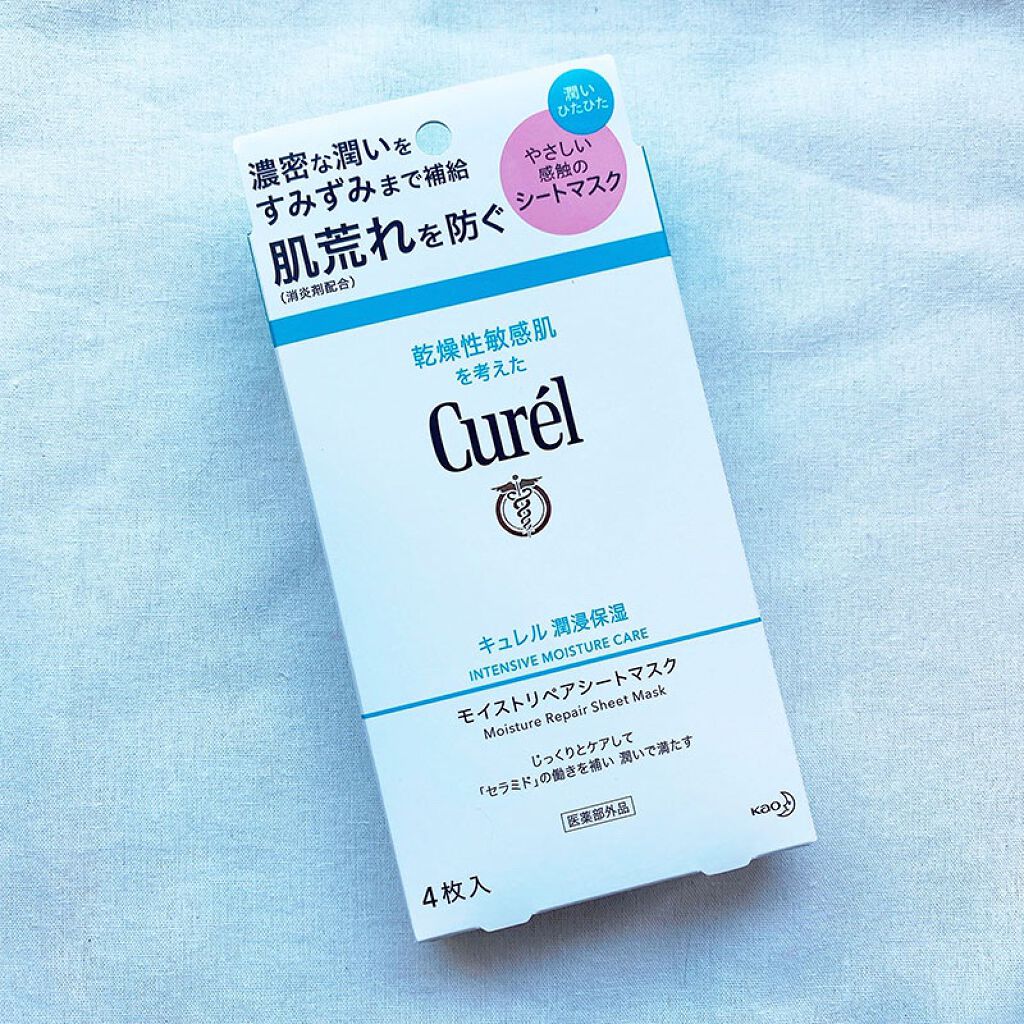 潤い
ひたひた
やさしい
感触の
シートマスク
濃密な潤いを
すみずみまで補給
肌荒れを防ぐ
(消炎剤配合)
乾燥性敏感肌
を考えた
Curél
キュレル 潤浸保湿
INTENSIVE MOISTURE CARE
モイストリペアシートマスク
Moisture Repair Sheet Mask
じっくりとケアして
「セラミド」の働きを補い 潤いで満たす
医薬部外品
Kao
4枚入